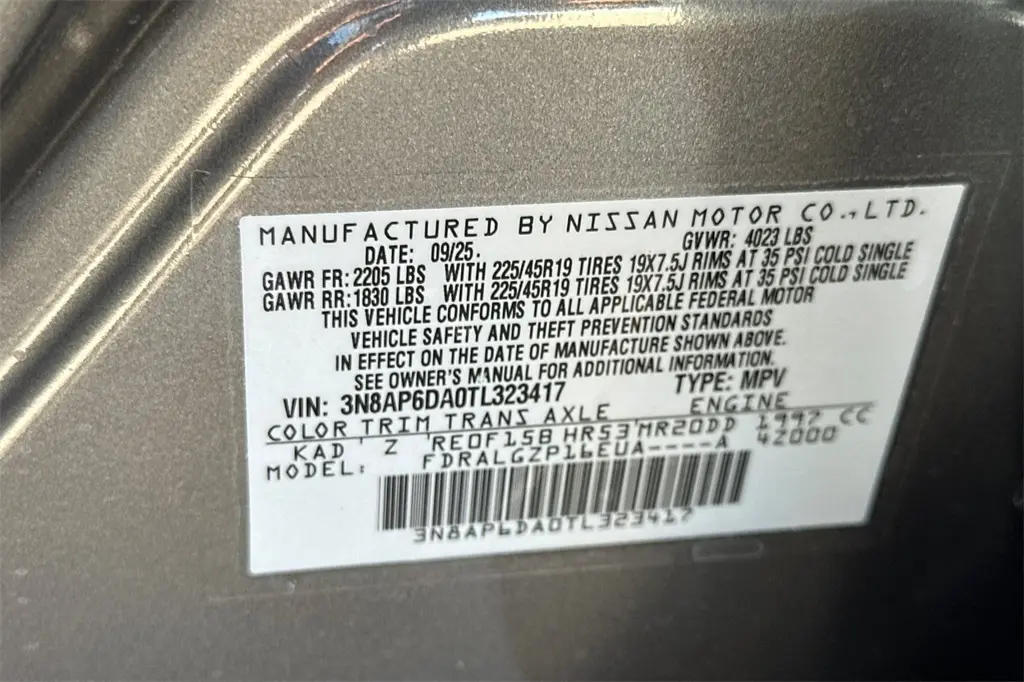 MANUFACTURED BY NISSAN MOTOR CO.,LTD.
DATE: 09/25. GVWR: 4023 LBS
GAWR FR: 2205 LBS WITH 225/45R19 TIRES 19X7.5J RIMS AT 35 PSI COLD SINGLE
GAWR RR: 1830 LBS WITH 225/45R19 TIRES 19X7.5J RIMS AT 35 PSI COLD SINGLE
THIS VEHICLE CONFORMS TO ALL APPLICABLE FEDERAL MOTOR
VEHICLE SAFETY AND THEFT PREVENTION STANDARDS
IN EFFECT ON THE DATE OF MANUFACTURE SHOWN ABOVE.
SEE OWNER'S MANUAL FOR ADDITIONAL INFORMATION.
VIN: 3N8AP6DA0TL323417 TYPE: MPV
COLOR TRIM TRANS AXLE ENGINE
KAD ' Z 'RE0F15B HR53'MR20DD 1997 CC
MODEL: FDRALGZP16EUA----A 42000
3N8AP6DA0TL323417